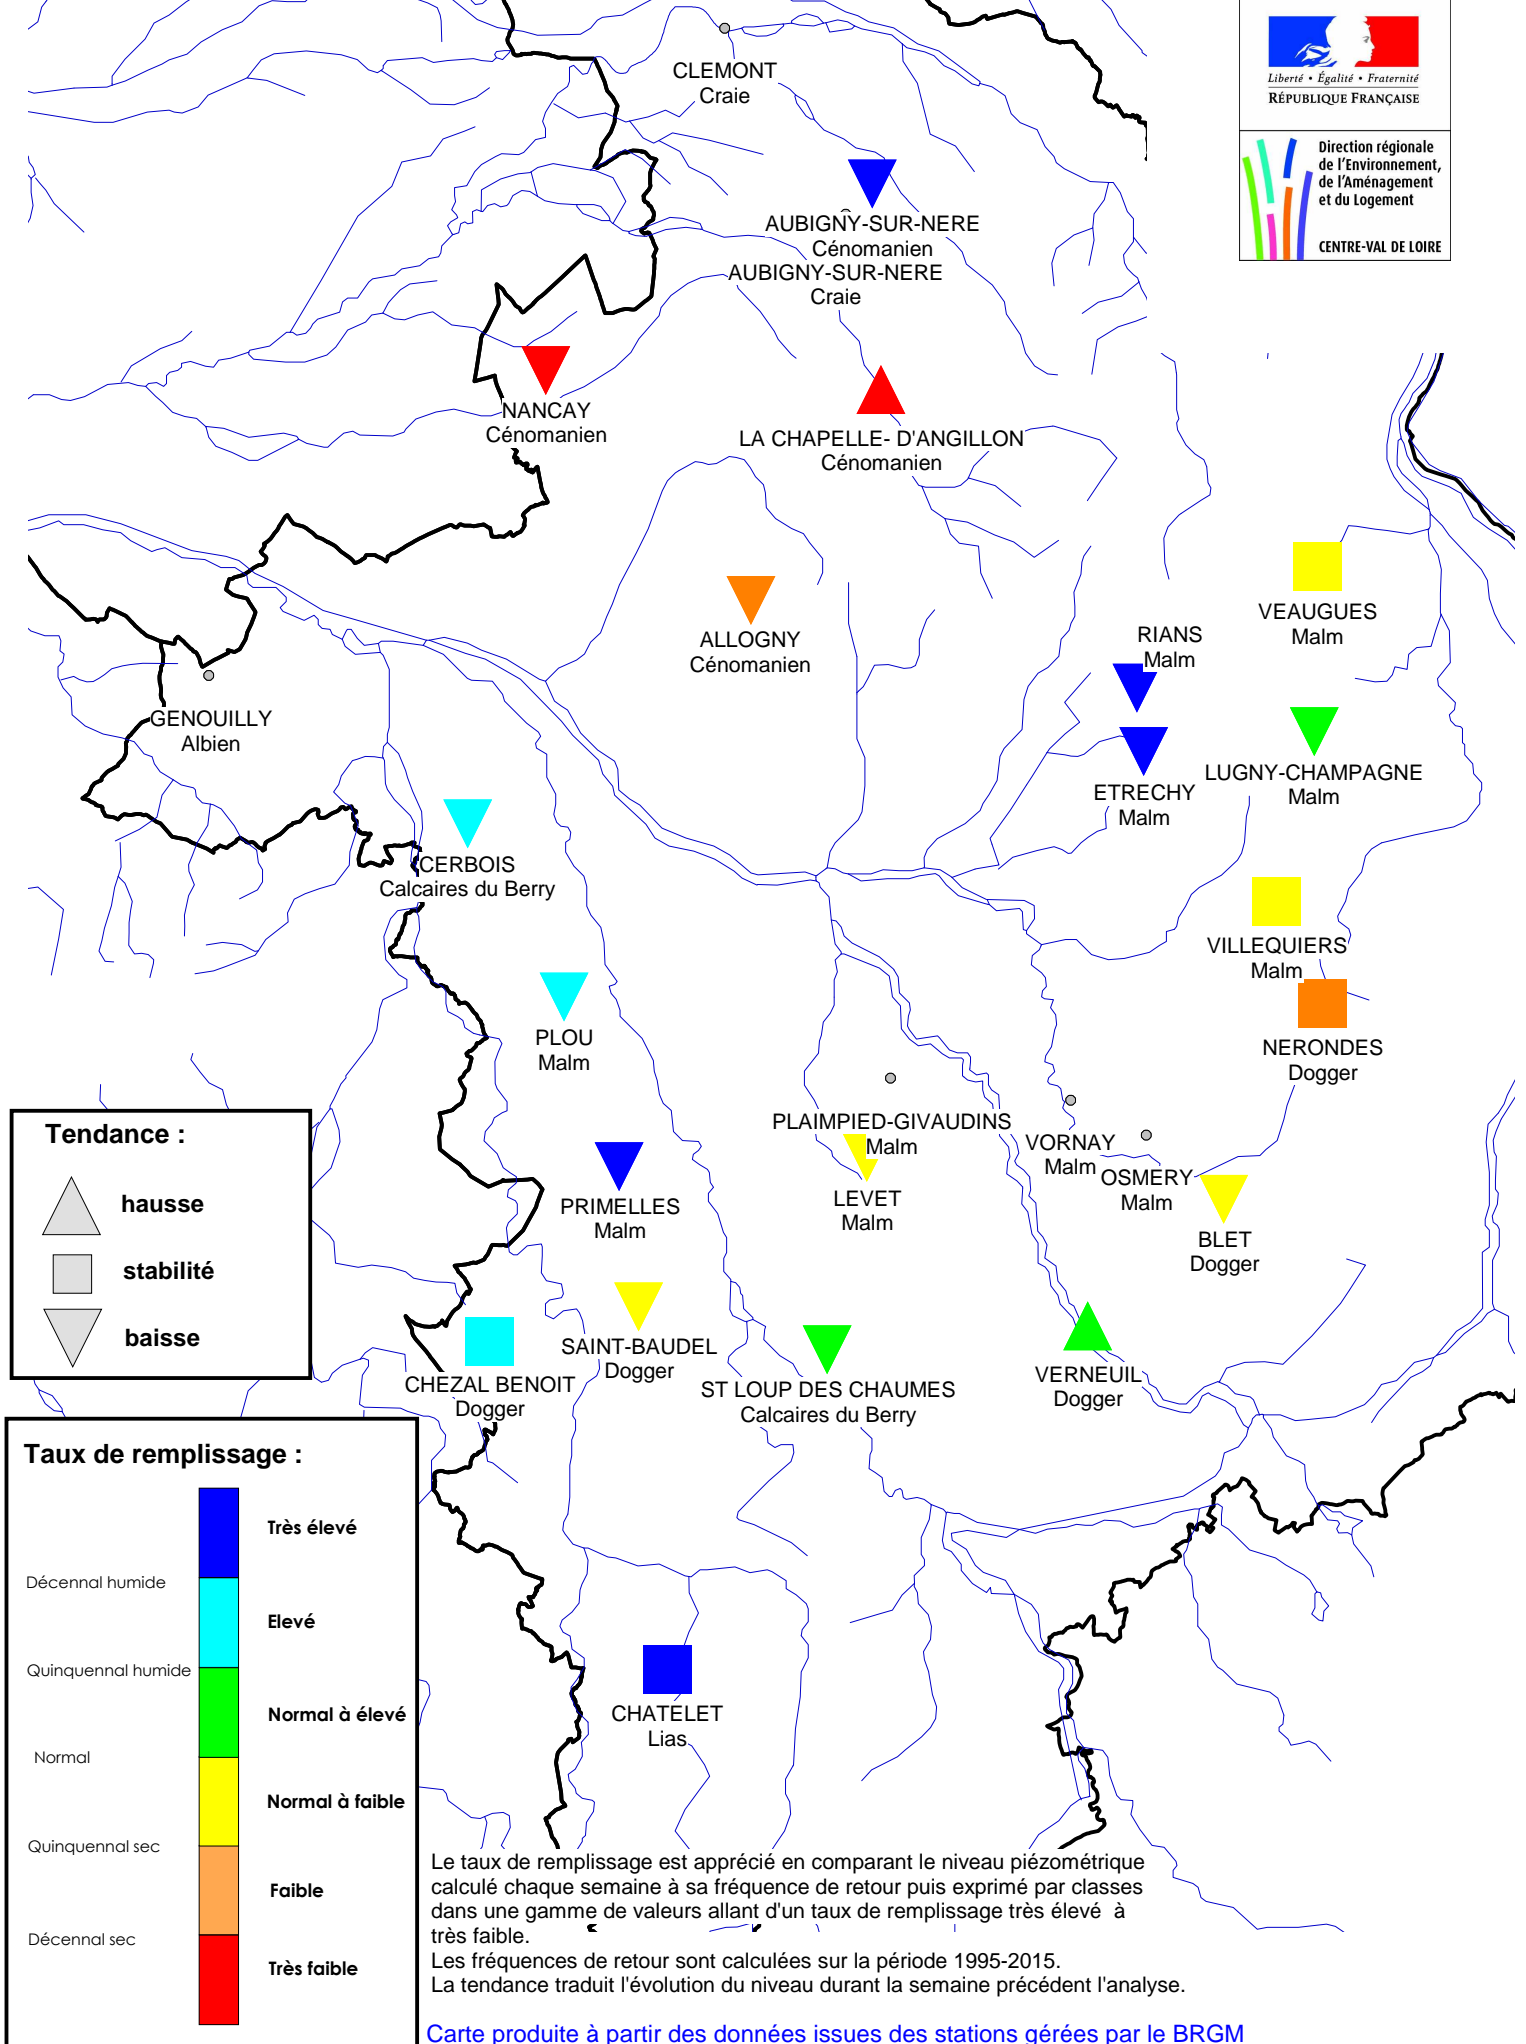 Liberté • Égalité • Fraternité
RÉPUBLIQUE FRANÇAISE
Direction régionale
de l'Environnement,
de l'Aménagement
et du Logement
CENTRE-VAL DE LOIRE
CLEMONT
Craie
AUBIGNY-SUR-NERE
Cénomanien
AUBIGNY-SUR-NERE
Craie
NANCAY
Cénomanien
LA CHAPELLE- D'ANGILLON
Cénomanien
VEAUGUES
Malm
ALLOGNY
Cénomanien
RIANS
Malm
GENOUILLY
Albien
LUGNY-CHAMPAGNE
Malm
ETRECHY
Malm
CERBOIS
Calcaires du Berry
VILLEQUIERS
Malm
PLOU
Malm
NERONDES
Dogger
PLAIMPIED-GIVAUDINS
Malm
VORNAY
Malm
OSMERY
Malm
PRIMELLES
Malm
LEVET
Malm
BLET
Dogger
SAINT-BAUDEL
Dogger
CHEZAL BENOIT
Dogger
ST LOUP DES CHAUMES
Calcaires du Berry
VERNEUIL
Dogger
CHATELET
Lias
Tendance :
hausse
stabilité
baisse
Taux de remplissage :
Très élevé
Décennal humide
Elevé
Quinquennal humide
Normal à élevé
Normal
Normal à faible
Quinquennal sec
Faible
Décennal sec
Très faible
Le taux de remplissage est apprécié en comparant le niveau piézométrique
calculé chaque semaine à sa fréquence de retour puis exprimé par classes
dans une gamme de valeurs allant d'un taux de remplissage très élevé à
très faible.
Les fréquences de retour sont calculées sur la période 1995-2015.
La tendance traduit l'évolution du niveau durant la semaine précédent l'analyse.
Carte produite à partir des données issues des stations gérées par le BRGM